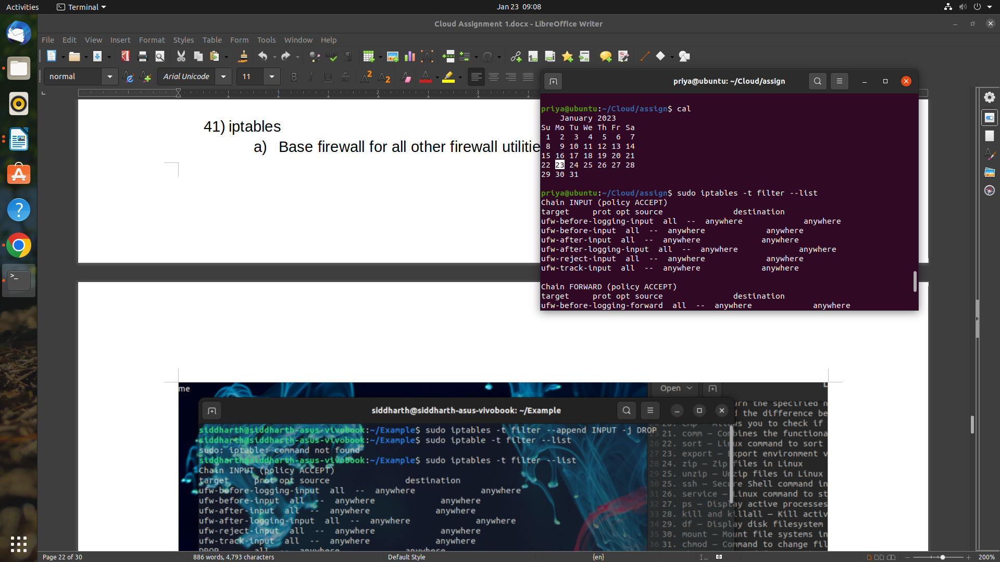 Activities
Terminal
Jan 23 09:08
Cloud Assignment 1.docx - LibreOffice Writer
File Edit View Insert Format Styles Table Form Tools Window Help
normal
Arial Unicode
11
41) iptables
a) Base firewall for all other firewall utilitie
priya@ubuntu: ~/Cloud/assign
priya@ubuntu:~/Cloud/assign$ cal
January 2023
Su Mo Tu We Th Fr Sa
1 2 3 4 5 6 7
8 9 10 11 12 13 14
15 16 17 18 19 20 21
22 23 24 25 26 27 28
29 30 31
priya@ubuntu:~/Cloud/assign$ sudo iptables -t filter --list
Chain INPUT (policy ACCEPT)
target prot opt source destination
ufw-before-logging-input all -- anywhere anywhere
ufw-before-input all -- anywhere anywhere
ufw-after-input all -- anywhere anywhere
ufw-after-logging-input all -- anywhere anywhere
ufw-reject-input all -- anywhere anywhere
ufw-track-input all -- anywhere anywhere
Chain FORWARD (policy ACCEPT)
target prot opt source destination
ufw-before-logging-forward all -- anywhere anywhere
me
siddharth@siddharth-asus-vivobook: ~/Example
siddharth@siddharth-asus-vivobook:~/Example$ sudo iptables -t filter --append INPUT -j DROP
siddharth@siddharth-asus-vivobook:~/Example$ sudo iptable -t filter --list
sudo: iptable: command not found
siddharth@siddharth-asus-vivobook:~/Example$ sudo iptables -t filter --list
Chain INPUT (policy ACCEPT)
target prot opt source destination
ufw-before-logging-input all -- anywhere anywhere
ufw-before-input all -- anywhere anywhere
ufw-after-input all -- anywhere anywhere
ufw-after-logging-input all -- anywhere anywhere
ufw-reject-input all -- anywhere anywhere
ufw-track-input all -- anywhere anywhere
DROP all -- anywhere anywhere
Open
urn the specified n
d the difference be
ws you to check if
21. comm — Combines the functiona
26 22. sort — Linux command to sort
23. export — Export environment v
28 24. zip — Zip files in Linux
29 25. unzip — Unzip files in Linux
30 25. ssh — Secure Shell command in
31 26. service — Linux command to st
32 27. ps — Display active processes
33 28. kill and killall — Kill activ
34 29. df — Display disk filesystem
35 30. mount — Mount file systems in
36 31. chmod — Command to change fil
Page 22 of 30
886 words, 4,793 characters
Default Style
{en}
200%